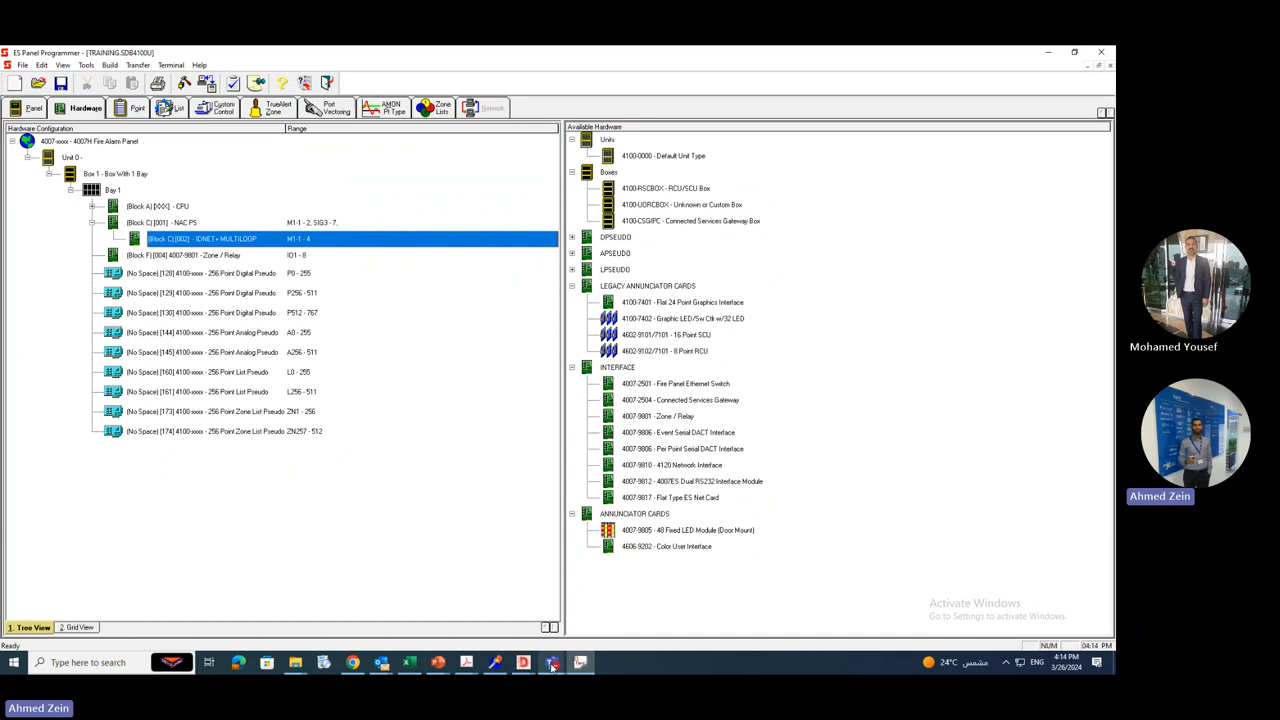 ES Panel Programmer - [TRAINING.SDB4100U]
File Edit View Tools Build Transfer Terminal Help
Panel Hardware Point List Custom Control TrueAlert Zone Port Vectoring AMON Pt Type Zone Lists Network
Hardware Configuration Range
4007-xxxx - 4007H Fire Alarm Panel
Unit 0 -
Box 1 - Box With 1 Bay
Bay 1
(Block A) [XXX] - CPU
(Block C) [001] - NAC PS M1-1 - 2, SIG3 - 7,
(Block C) [002] - IDNET+ MULTILOOP M1-1 - 4
(Block F) [004] 4007-9801 - Zone / Relay IO1 - 8
(No Space) [128] 4100-xxxx - 256 Point Digital Pseudo P0 - 255
(No Space) [129] 4100-xxxx - 256 Point Digital Pseudo P256 - 511
(No Space) [130] 4100-xxxx - 256 Point Digital Pseudo P512 - 767
(No Space) [144] 4100-xxxx - 256 Point Analog Pseudo A0 - 255
(No Space) [145] 4100-xxxx - 256 Point Analog Pseudo A256 - 511
(No Space) [160] 4100-xxxx - 256 Point List Pseudo L0 - 255
(No Space) [161] 4100-xxxx - 256 Point List Pseudo L256 - 511
(No Space) [173] 4100-xxxx - 256 Point Zone List Pseudo ZN1 - 256
(No Space) [174] 4100-xxxx - 256 Point Zone List Pseudo ZN257 - 512
1. Tree View 2. Grid View
Available Hardware
Units
4100-0000 - Default Unit Type
Boxes
4100-RSCBOX - RCU/SCU Box
4100-UORCBOX - Unknown or Custom Box
4100-CSGIPC - Connected Services Gateway Box
DPSEUDO
APSEUDO
LPSEUDO
LEGACY ANNUNCIATOR CARDS
4100-7401 - Flat 24 Point Graphics Interface
4100-7402 - Graphic LED/Sw Ctlr w/32 LED
4602-9101/7101 - 16 Point SCU
4602-9102/7101 - 8 Point RCU
INTERFACE
4007-2501 - Fire Panel Ethernet Switch
4007-2504 - Connected Services Gateway
4007-9801 - Zone / Relay
4007-9806 - Event Serial DACT Interface
4007-9806 - Per Point Serial DACT Interface
4007-9810 - 4120 Network Interface
4007-9812 - 4007ES Dual RS232 Interface Module
4007-9817 - Flat Type ES Net Card
ANNUNCIATOR CARDS
4007-9805 - 48 Fixed LED Module (Door Mount)
4606-9202 - Color User Interface
Activate Windows
Go to Settings to activate Windows.
Ready NUM 04:14 PM
Type here to search
24°C مشمس ENG 4:14 PM
3/26/2024
Mohamed Yousef
Ahmed Zein
Ahmed Zein